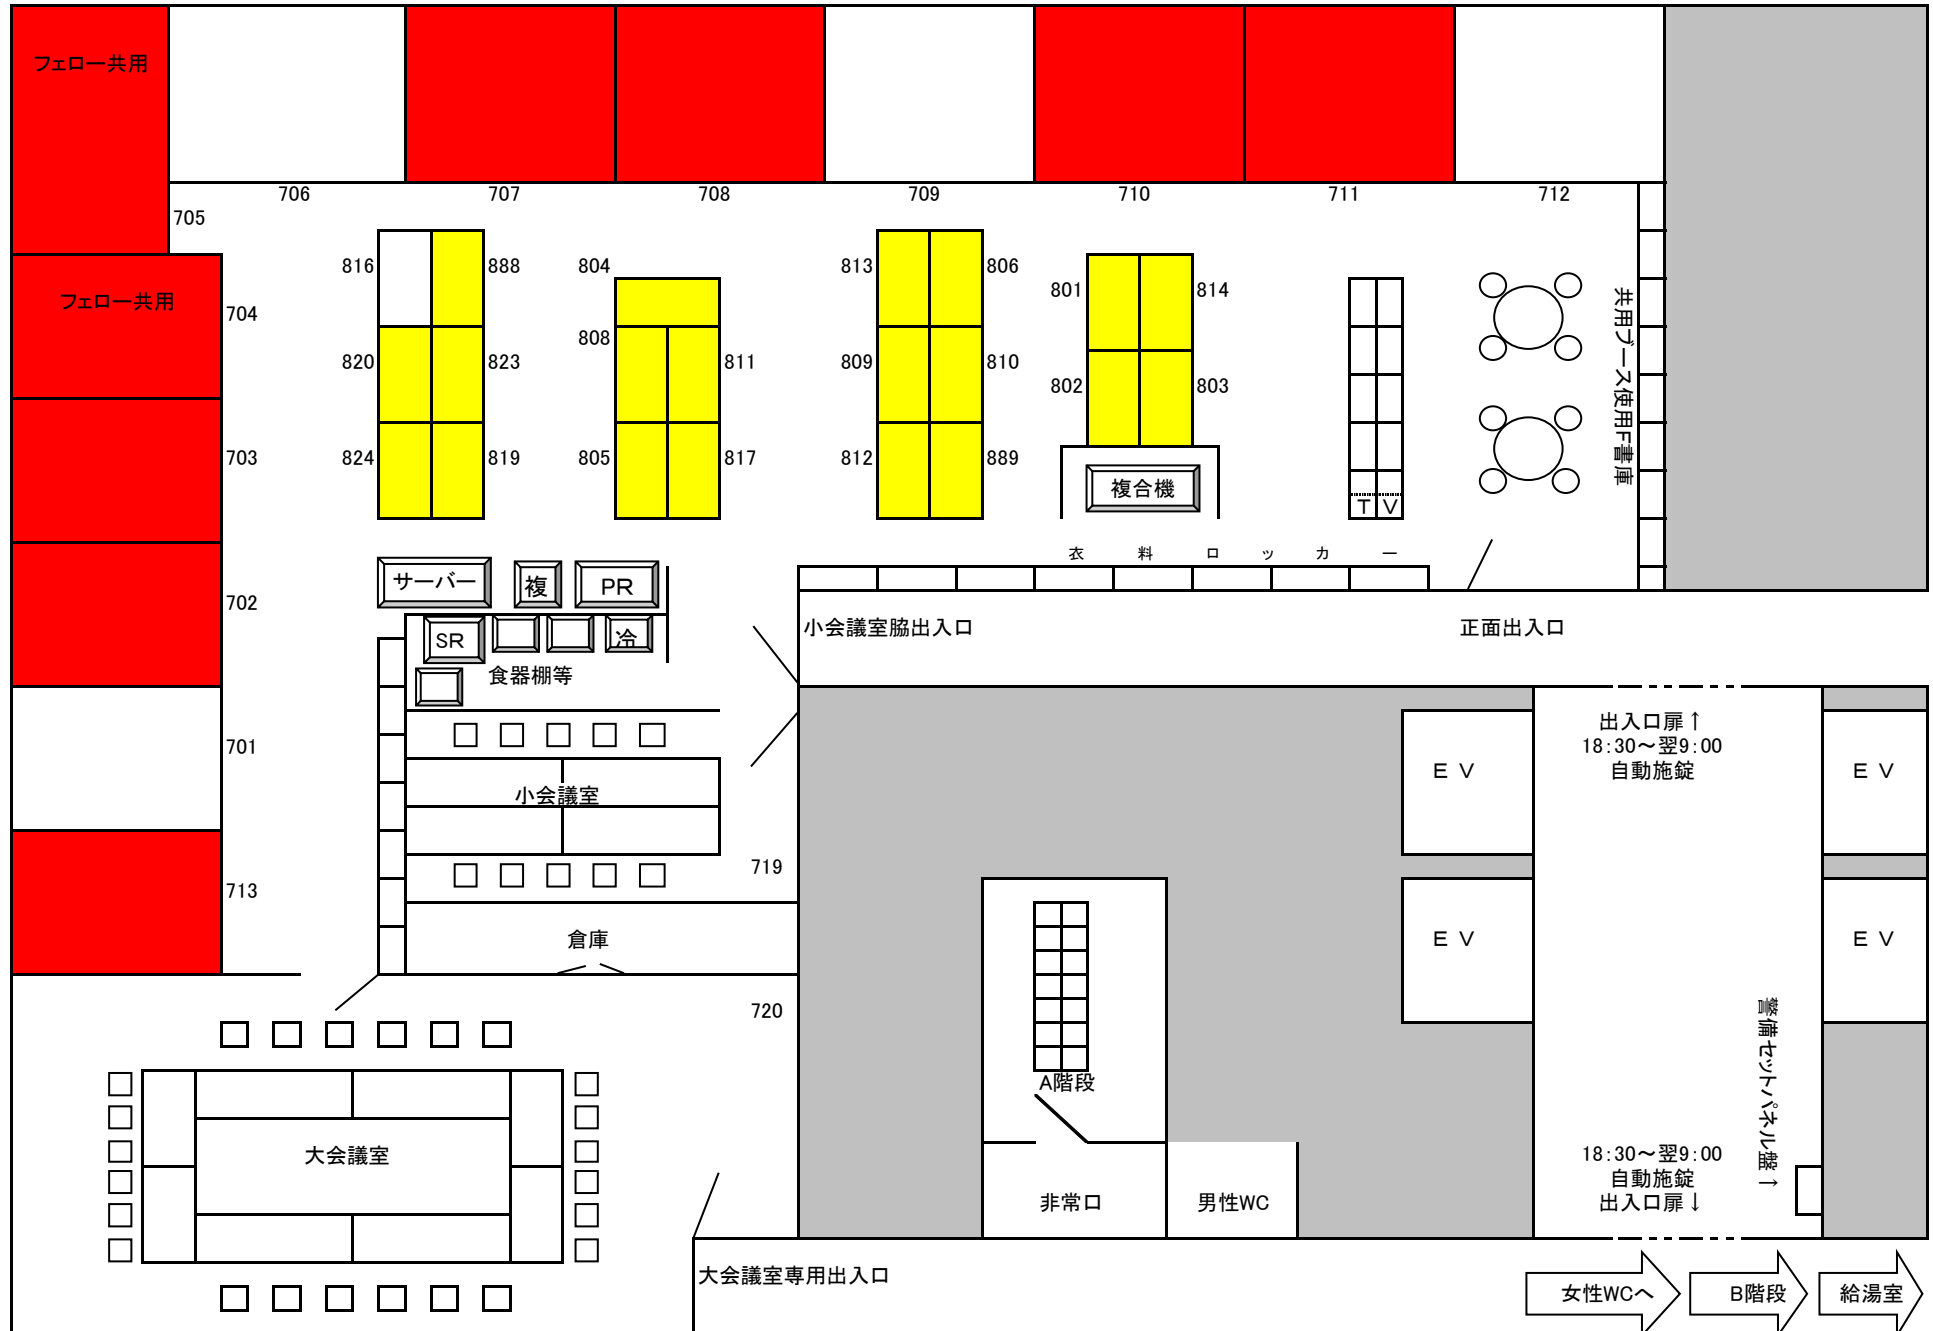 フェロー共用
706
707
708
709
710
711
712
705
816
888
804
813
806
801
814
フェロー共用
704
808
820
823
811
809
810
802
803
共用ブース使用F書庫
703
824
819
805
817
812
889
複合機
T V
衣 料 ロ ッ カ ー
サーバー
複
PR
702
SR
冷
小会議室脇出入口
正面出入口
食器棚等
701
小会議室
719
出入口扉↑
18:30～翌9:00
自動施錠
E V
E V
713
倉庫
E V
E V
720
警備セットパネル盤→
A階段
大会議室
18:30～翌9:00
自動施錠
出入口扉↓
非常口
男性WC
大会議室専用出入口
女性WCへ
B階段
給湯室